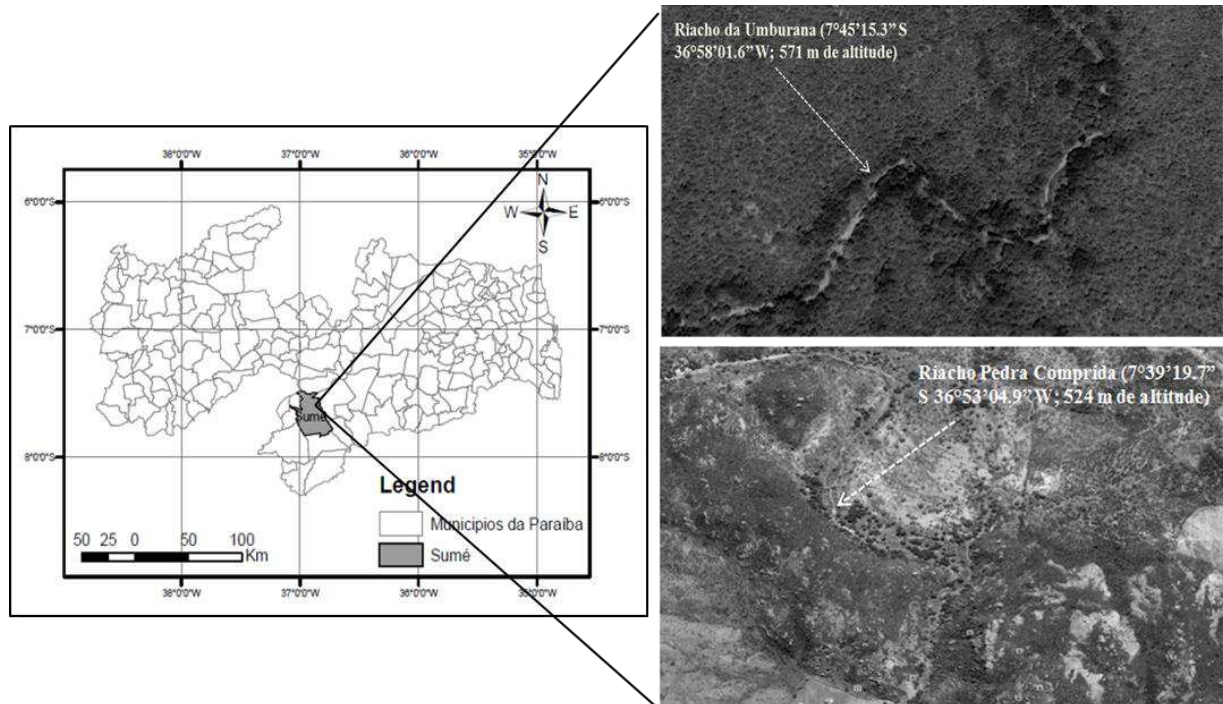 Riacho da Umburana (7°45’15.3” S
36°58’01.6” W; 571 m de altitude)
38°0'0"W
37°0'0"W
36°0'0"W
35°0'0"W
6°0'0"S
6°0'0"S
N
W
E
S
7°0'0"S
7°0'0"S
Sumé
8°0'0"S
8°0'0"S
Legend
Municipios da Paraíba
Sumé
50 25 0 50 100
Km
38°0'0"W
37°0'0"W
36°0'0"W
35°0'0"W
Riacho Pedra Comprida (7°39’19.7”
S 36°53’04.9” W; 524 m de altitude)